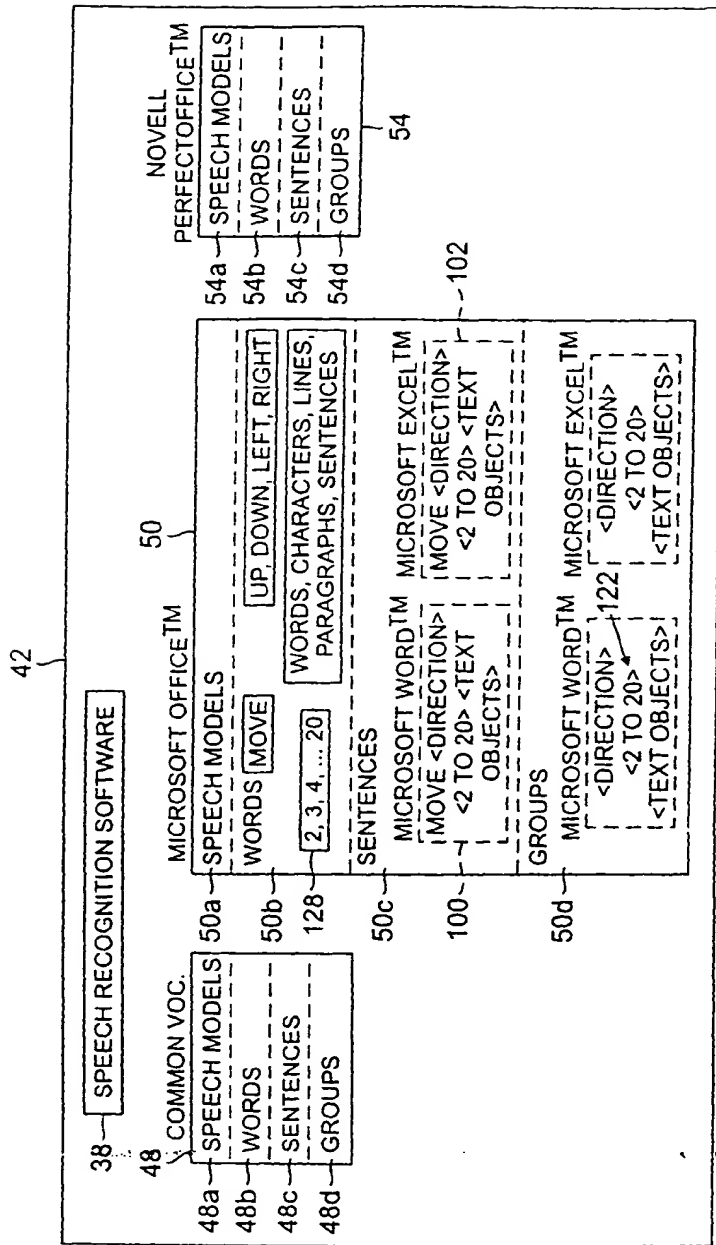 42
38
SPEECH RECOGNITION SOFTWARE
48
COMMON VOC.
48a SPEECH MODELS
48b WORDS
48c SENTENCES
48d GROUPS
MICROSOFT OFFICE™
50
50a SPEECH MODELS
50b WORDS MOVE UP, DOWN, LEFT, RIGHT
128 2, 3, 4, ... 20
WORDS, CHARACTERS, LINES,
PARAGRAPHS, SENTENCES
50c SENTENCES
MICROSOFT WORD™
100
MOVE <DIRECTION>
<2 TO 20> <TEXT
OBJECTS>
MICROSOFT EXCEL™
102
MOVE <DIRECTION>
<2 TO 20> <TEXT
OBJECTS>
50d GROUPS
MICROSOFT WORD™
122
<DIRECTION>
<2 TO 20>
<TEXT OBJECTS>
MICROSOFT EXCEL™
<DIRECTION>
<2 TO 20>
<TEXT OBJECTS>
NOVELL
PERFECTOFFICE™
54a SPEECH MODELS
54b WORDS
54c SENTENCES
54d GROUPS
54